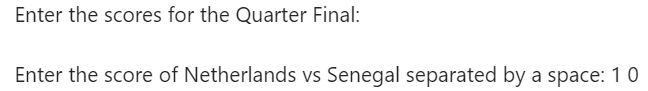 Enter the scores for the Quarter Final:
Enter the score of Netherlands vs Senegal separated by a space: 1 0